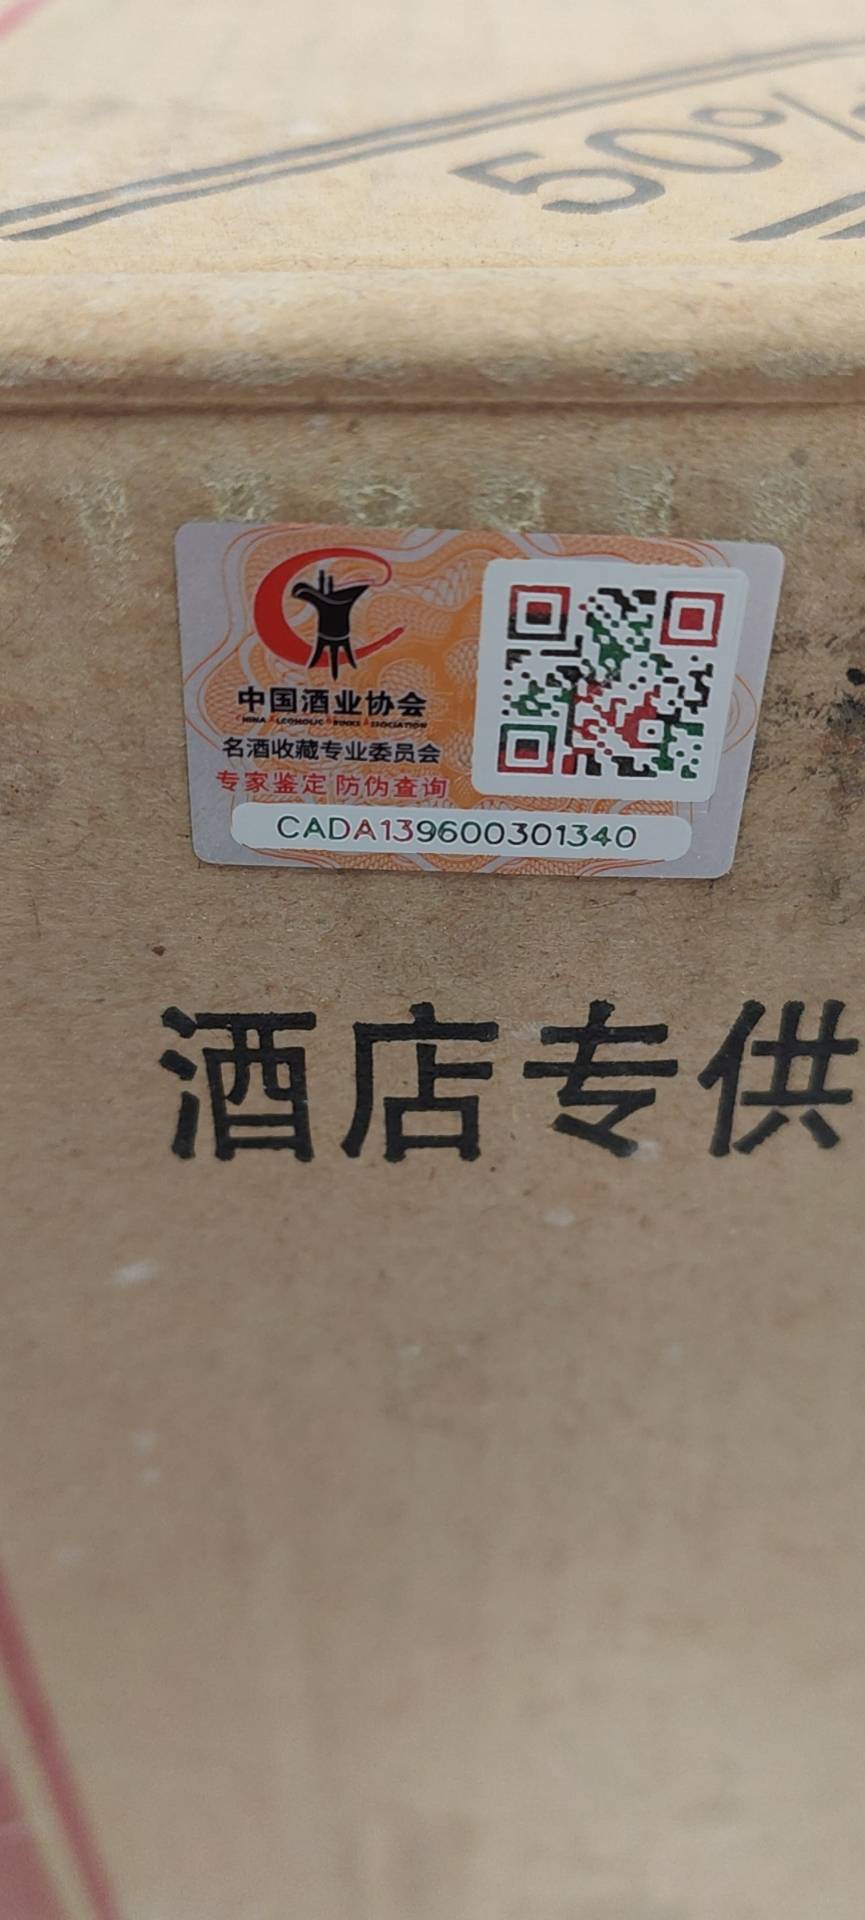 50%
中国酒业协会
CHINA ALCOHOLIC DRINKS ASSOCIATION
名酒收藏专业委员会
专家鉴定 防伪查询
CADA139600301340
酒店专供